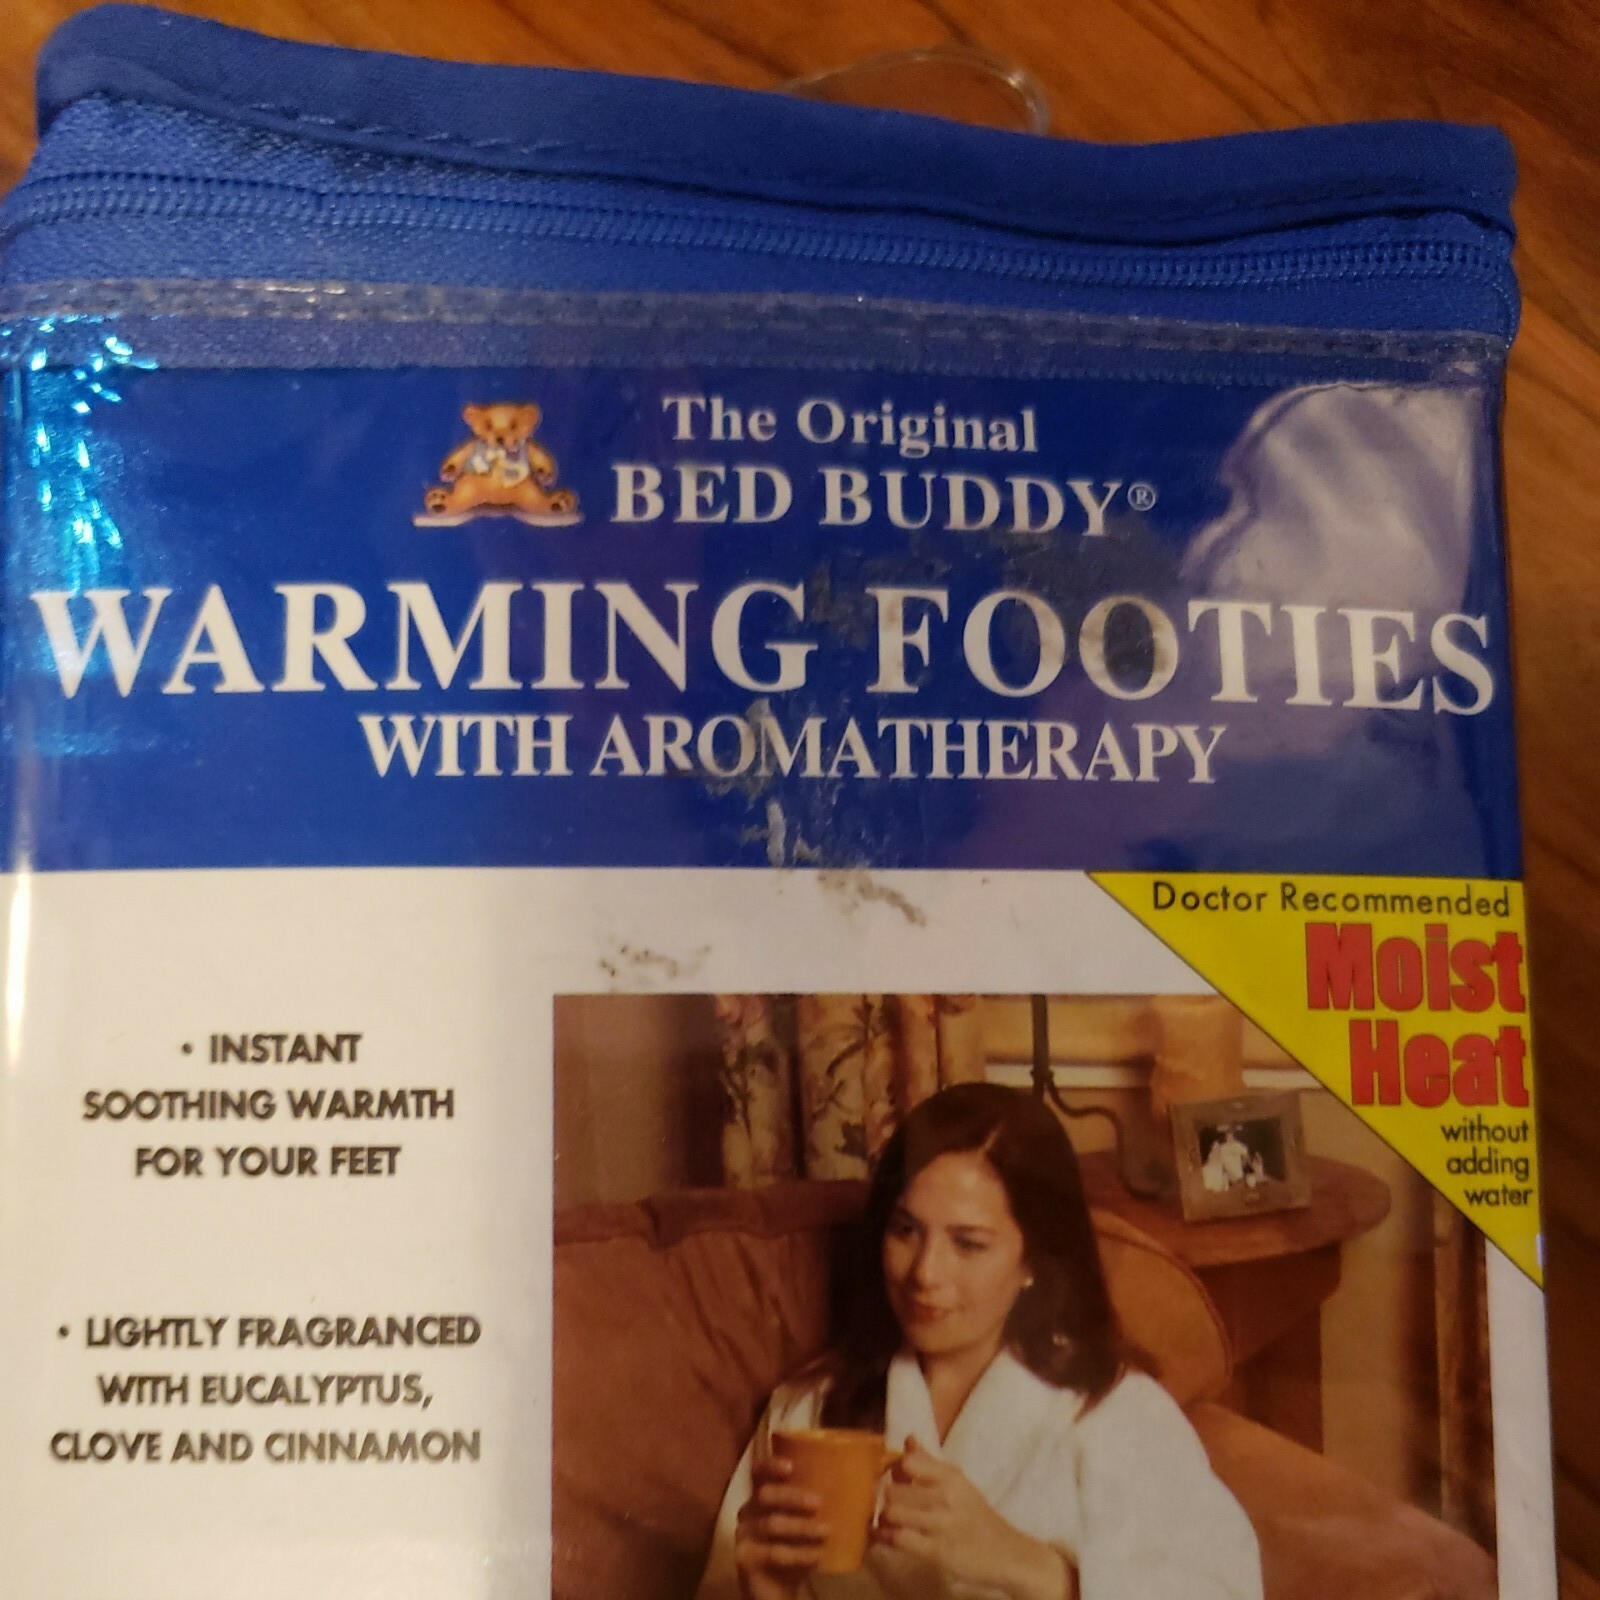 The Original
BED BUDDY®
WARMING FOOTIES
WITH AROMATHERAPY
Doctor Recommended
Moist
Heat
without
adding
water
• INSTANT
SOOTHING WARMTH
FOR YOUR FEET
• LIGHTLY FRAGRANCED
WITH EUCALYPTUS,
CLOVE AND CINNAMON